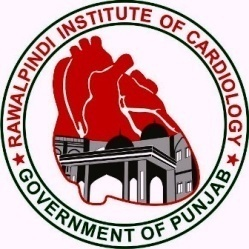 RAWALPINDI INSTITUTE OF CARDIOLOGY
GOVERNMENT OF PUNJAB